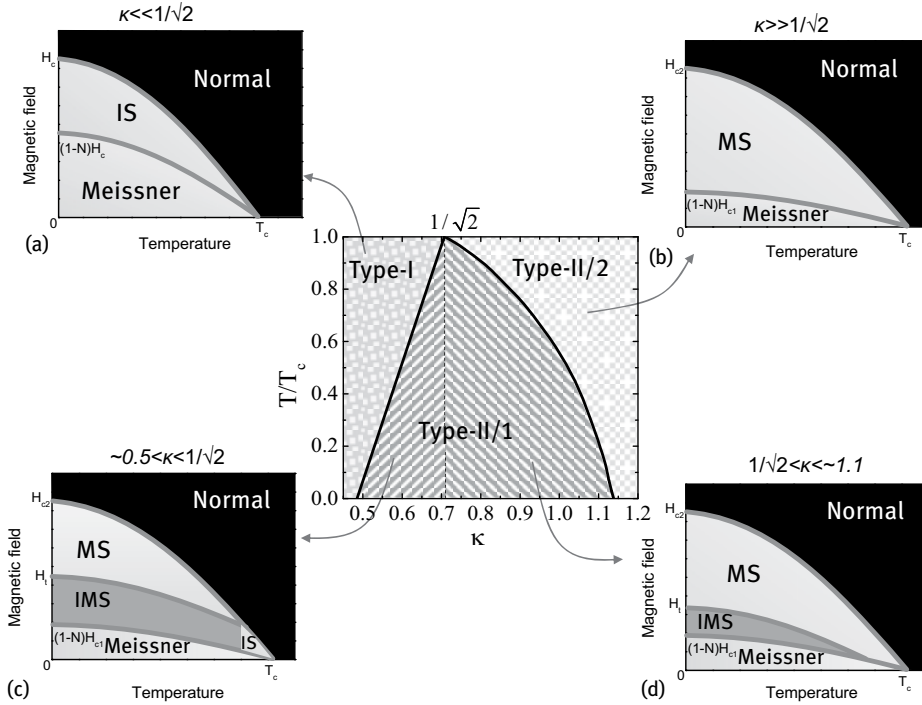 κ<<1/√2
H_c
Normal
IS
(1-N)H_c
Meissner
0
T_c
Magnetic field
Temperature
(a)
κ>>1/√2
H_c2
Normal
MS
(1-N)H_c1 Meissner
0
T_c
Magnetic field
Temperature
(b)
1/√2
1.0
0.8
0.6
0.4
0.2
0.0
T/T_c
Type-I
Type-II/2
Type-II/1
0.5 0.6 0.7 0.8 0.9 1.0 1.1 1.2
κ
~0.5<κ<1/√2
H_c2
Normal
MS
H_t
IMS
(1-N)H_c1 Meissner
IS
0
T_c
Magnetic field
Temperature
(c)
1/√2<κ<~1.1
H_c2
Normal
MS
H_t
IMS
(1-N)H_c1 Meissner
0
T_c
Magnetic field
Temperature
(d)